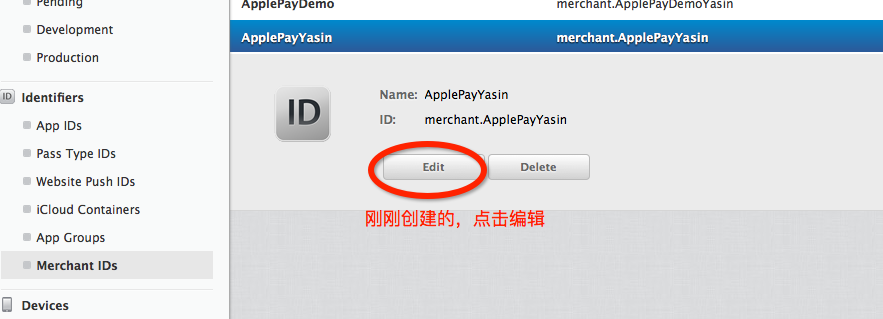 Pending
Development
Production
ID Identifiers
App IDs
Pass Type IDs
Website Push IDs
iCloud Containers
App Groups
Merchant IDs
Devices
ApplePayDemo merchant.ApplePayDemoYasin
ApplePayYasin merchant.ApplePayYasin
ID
Name: ApplePayYasin
ID: merchant.ApplePayYasin
Edit Delete
刚刚创建的，点击编辑